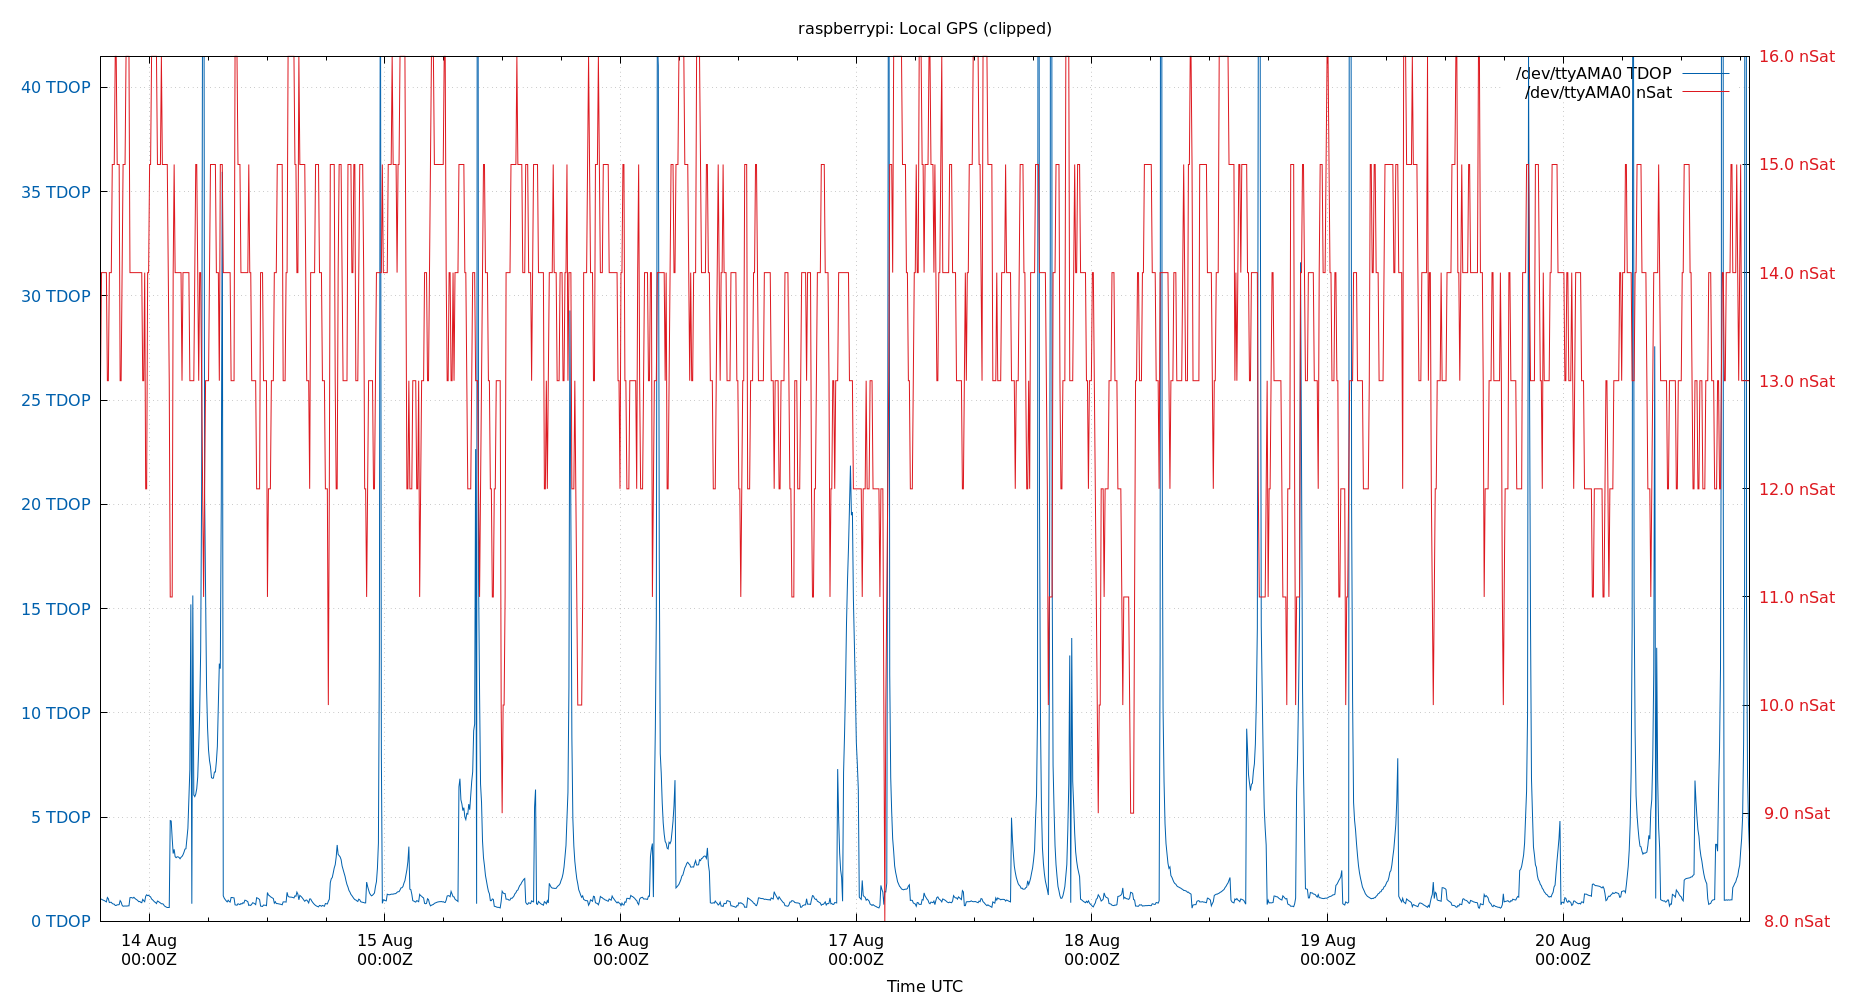 raspberrypi: Local GPS (clipped)
/dev/ttyAMA0 TDOP
/dev/ttyAMA0 nSat
40 TDOP
35 TDOP
30 TDOP
25 TDOP
20 TDOP
15 TDOP
10 TDOP
5 TDOP
0 TDOP
16.0 nSat
15.0 nSat
14.0 nSat
13.0 nSat
12.0 nSat
11.0 nSat
10.0 nSat
9.0 nSat
8.0 nSat
14 Aug
00:00Z
15 Aug
00:00Z
16 Aug
00:00Z
17 Aug
00:00Z
18 Aug
00:00Z
19 Aug
00:00Z
20 Aug
00:00Z
Time UTC